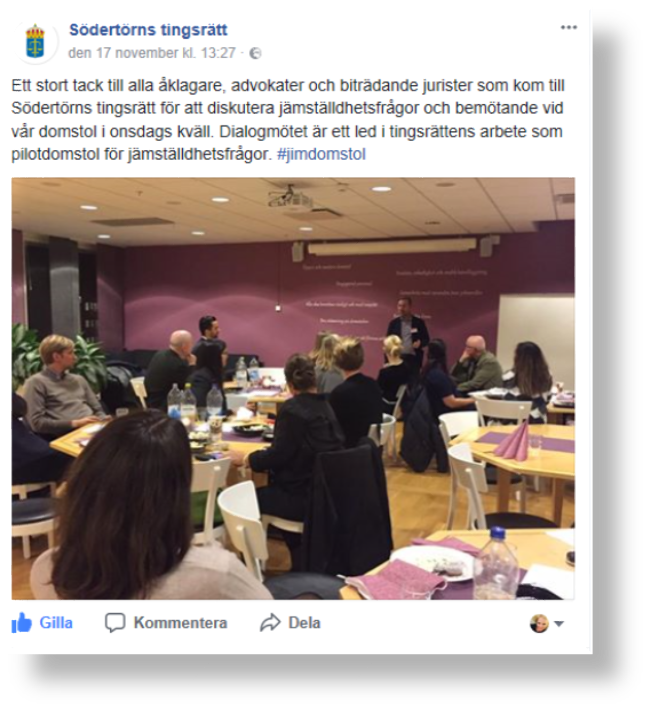 Södertörns tingsrätt
den 17 november kl. 13:27 ·
Ett stort tack till alla åklagare, advokater och biträdande jurister som kom till
Södertörns tingsrätt för att diskutera jämställdhetsfrågor och bemötande vid
vår domstol i onsdags kväll. Dialogmötet är ett led i tingsrättens arbete som
pilotdomstol för jämställdhetsfrågor. #jimdomstol
Gilla
Kommentera
Dela